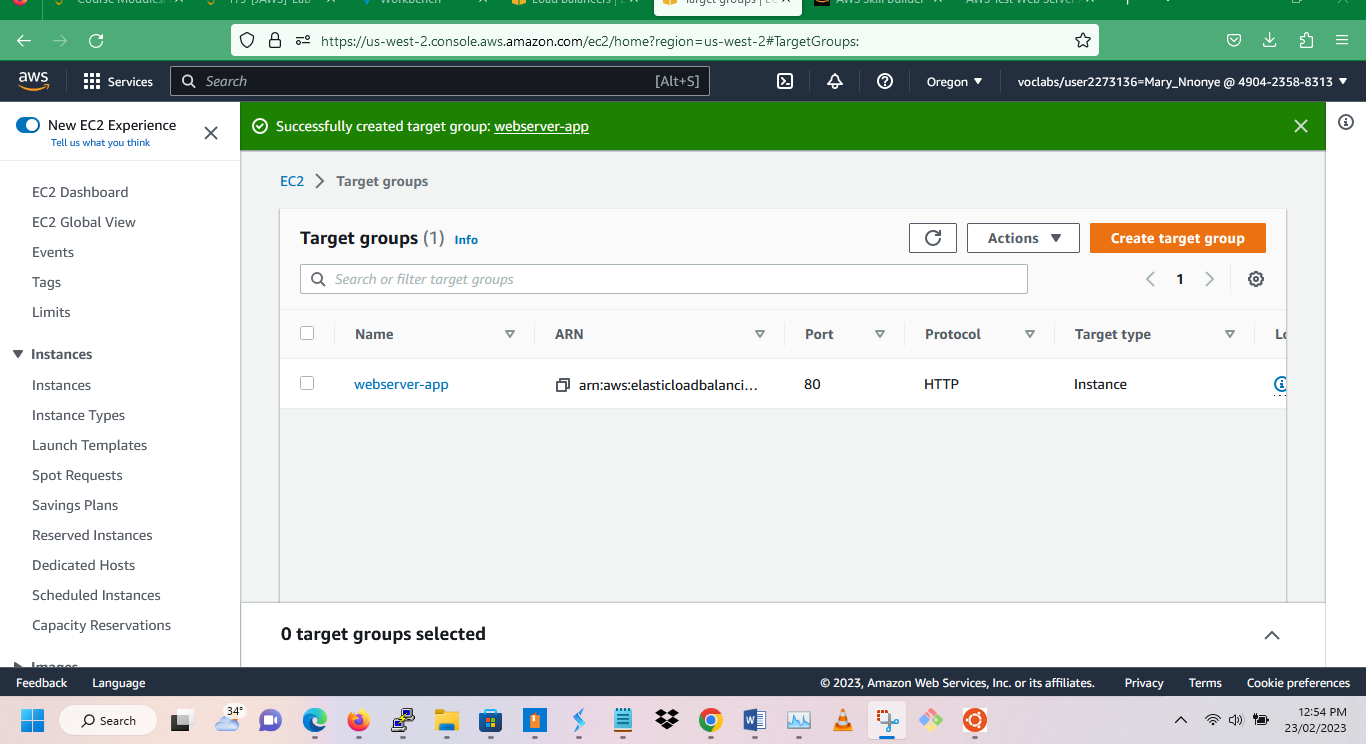 Course Modules:
Workbench
Load balancers |
Target groups | EC
AWS Skill Builder
AWS Test Web Server
https://us-west-2.console.aws.amazon.com/ec2/home?region=us-west-2#TargetGroups:
aws
Services
Search
[Alt+S]
Oregon
voclabs/user2273136=Mary_Nnonye @ 4904-2358-8313
New EC2 Experience
Tell us what you think
Successfully created target group: webserver-app
EC2 Dashboard
EC2 Global View
Events
Tags
Limits
Instances
Instances
Instance Types
Launch Templates
Spot Requests
Savings Plans
Reserved Instances
Dedicated Hosts
Scheduled Instances
Capacity Reservations
Images
EC2 > Target groups
Target groups (1) Info
Actions
Create target group
Search or filter target groups
1
Name ARN Port Protocol Target type
webserver-app arn:aws:elasticloadbalanci... 80 HTTP Instance
0 target groups selected
Feedback Language © 2023, Amazon Web Services, Inc. or its affiliates. Privacy Terms Cookie preferences
34°
Search
12:54 PM
23/02/2023